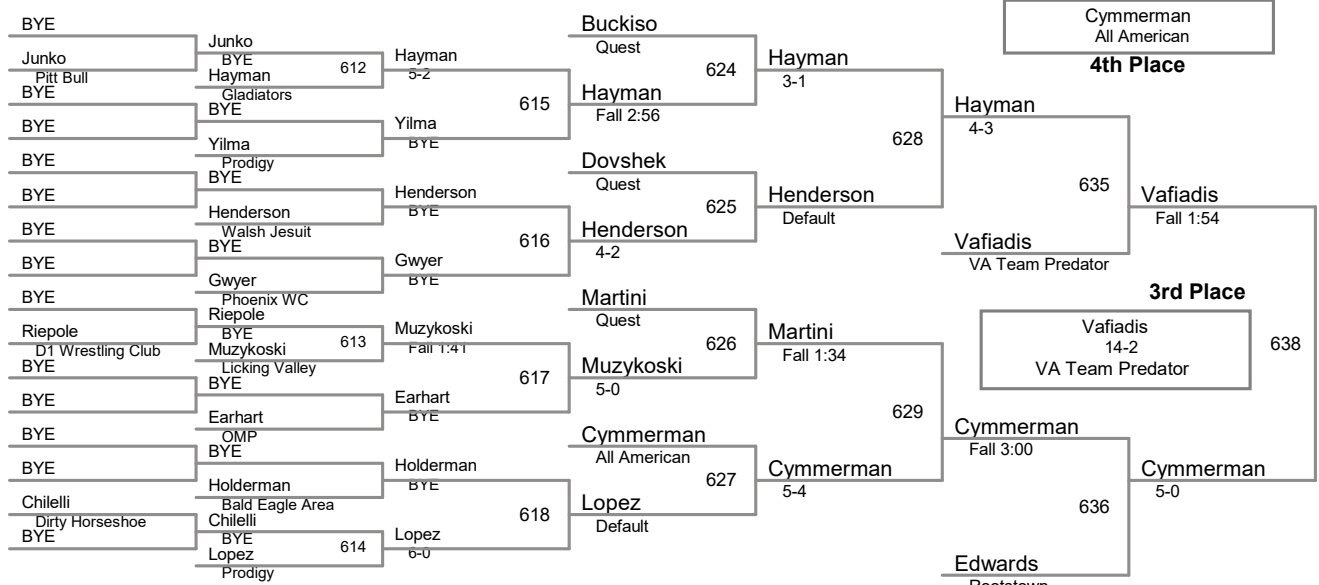 BYE
Junko
Pitt Bull
BYE
BYE
BYE
BYE
BYE
BYE
BYE
Riepole
D1 Wrestling Club
BYE
BYE
BYE
BYE
Chilelli
Dirty Horseshoe
BYE
Junko
BYE
612
Hayman
Gladiators
BYE
Yilma
Prodigy
BYE
Henderson
Walsh Jesuit
BYE
Gwyer
Phoenix WC
Riepole
BYE
613
Muzykoski
Licking Valley
BYE
Earhart
OMP
BYE
Holderman
Bald Eagle Area
Chilelli
BYE
614
Lopez
Prodigy
Hayman
5-2
615
Yilma
BYE
Henderson
BYE
616
Gwyer
BYE
Muzykoski
Fall 1:41
617
Earhart
BYE
Holderman
BYE
618
Lopez
6-0
Buckiso
Quest
624
Hayman
Fall 2:56
Dovshek
Quest
625
Henderson
4-2
Martini
Quest
626
Muzykoski
5-0
Cymmerman
All American
627
Lopez
Default
Hayman
3-1
628
Henderson
Default
Martini
Fall 1:34
629
Cymmerman
5-4
Hayman
4-3
635
Vafiadis
VA Team Predator
Cymmerman
Fall 3:00
636
Edwards
Rootstown
Vafiadis
Fall 1:54
638
Cymmerman
5-0
Cymmerman
All American
4th Place
3rd Place
Vafiadis
14-2
VA Team Predator